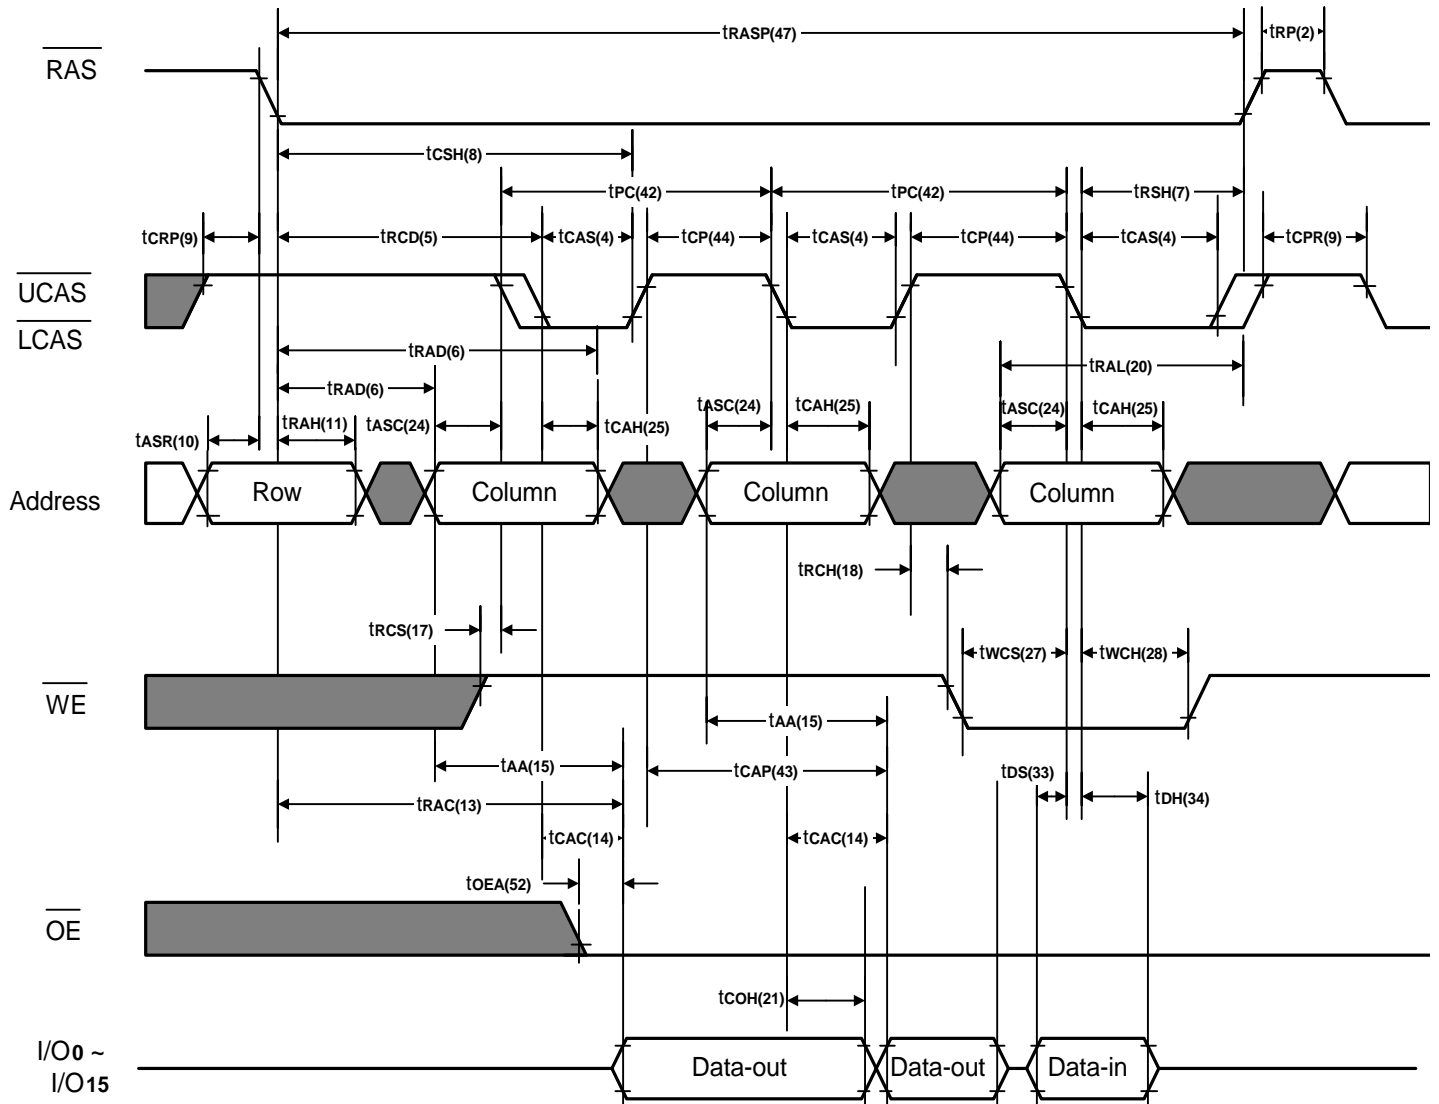 tRASP(47) tRP(2)
RAS
tCSH(8)
tPC(42) tPC(42) tRSH(7)
tCRP(9) tRCD(5) tCAS(4) tCP(44) tCAS(4) tCP(44) tCAS(4) tCPR(9)
UCAS
LCAS
tRAD(6)
tRAL(20)
tRAD(6)
tASR(10) tRAH(11) tASC(24) tCAH(25) tASC(24) tCAH(25) tASC(24) tCAH(25)
Address Row Column Column Column
tRCH(18)
tRCS(17)
tWCS(27) tWCH(28)
WE
tAA(15)
tAA(15) tCAP(43) tDS(33)
tRAC(13) tDH(34)
tCAC(14) tCAC(14)
tOEA(52)
OE
tCOH(21)
I/O0 ~
I/O15
Data-out Data-out Data-in